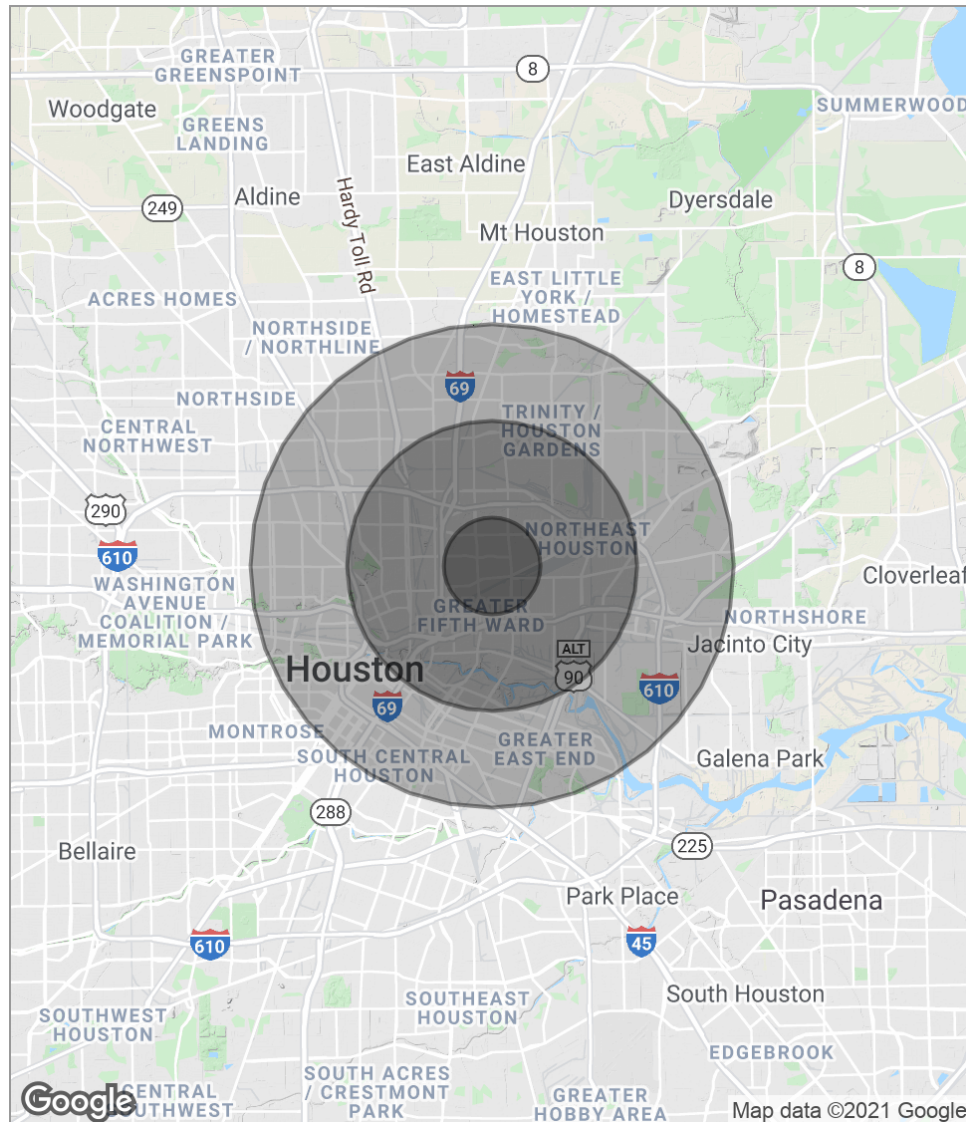 GREATER
GREENSPOINT
8
Woodgate
SUMMERWOOD
GREENS
LANDING
East Aldine
249
Aldine
Hardy Toll Rd
Dyersdale
Mt Houston
8
EAST LITTLE
YORK /
HOMESTEAD
ACRES HOMES
NORTHSIDE
/ NORTHLINE
69
NORTHSIDE
TRINITY /
HOUSTON
GARDENS
CENTRAL
NORTHWEST
290
610
NORTHEAST
HOUSTON
Cloverleaf
WASHINGTON
AVENUE
COALITION /
MEMORIAL PARK
GREATER
FIFTH WARD
NORTHSHORE
Jacinto City
ALT
90
Houston
610
69
MONTROSE
GREATER
EAST END
SOUTH CENTRAL
HOUSTON
Galena Park
288
225
Bellaire
Park Place
Pasadena
610
45
South Houston
SOUTHEAST
HOUSTON
SOUTHWEST
HOUSTON
EDGEBROOK
SOUTH ACRES
/ CRESTMONT
PARK
CENTRAL
SOUTHWEST
GREATER
HOBBY AREA
Google
Map data ©2021 Google